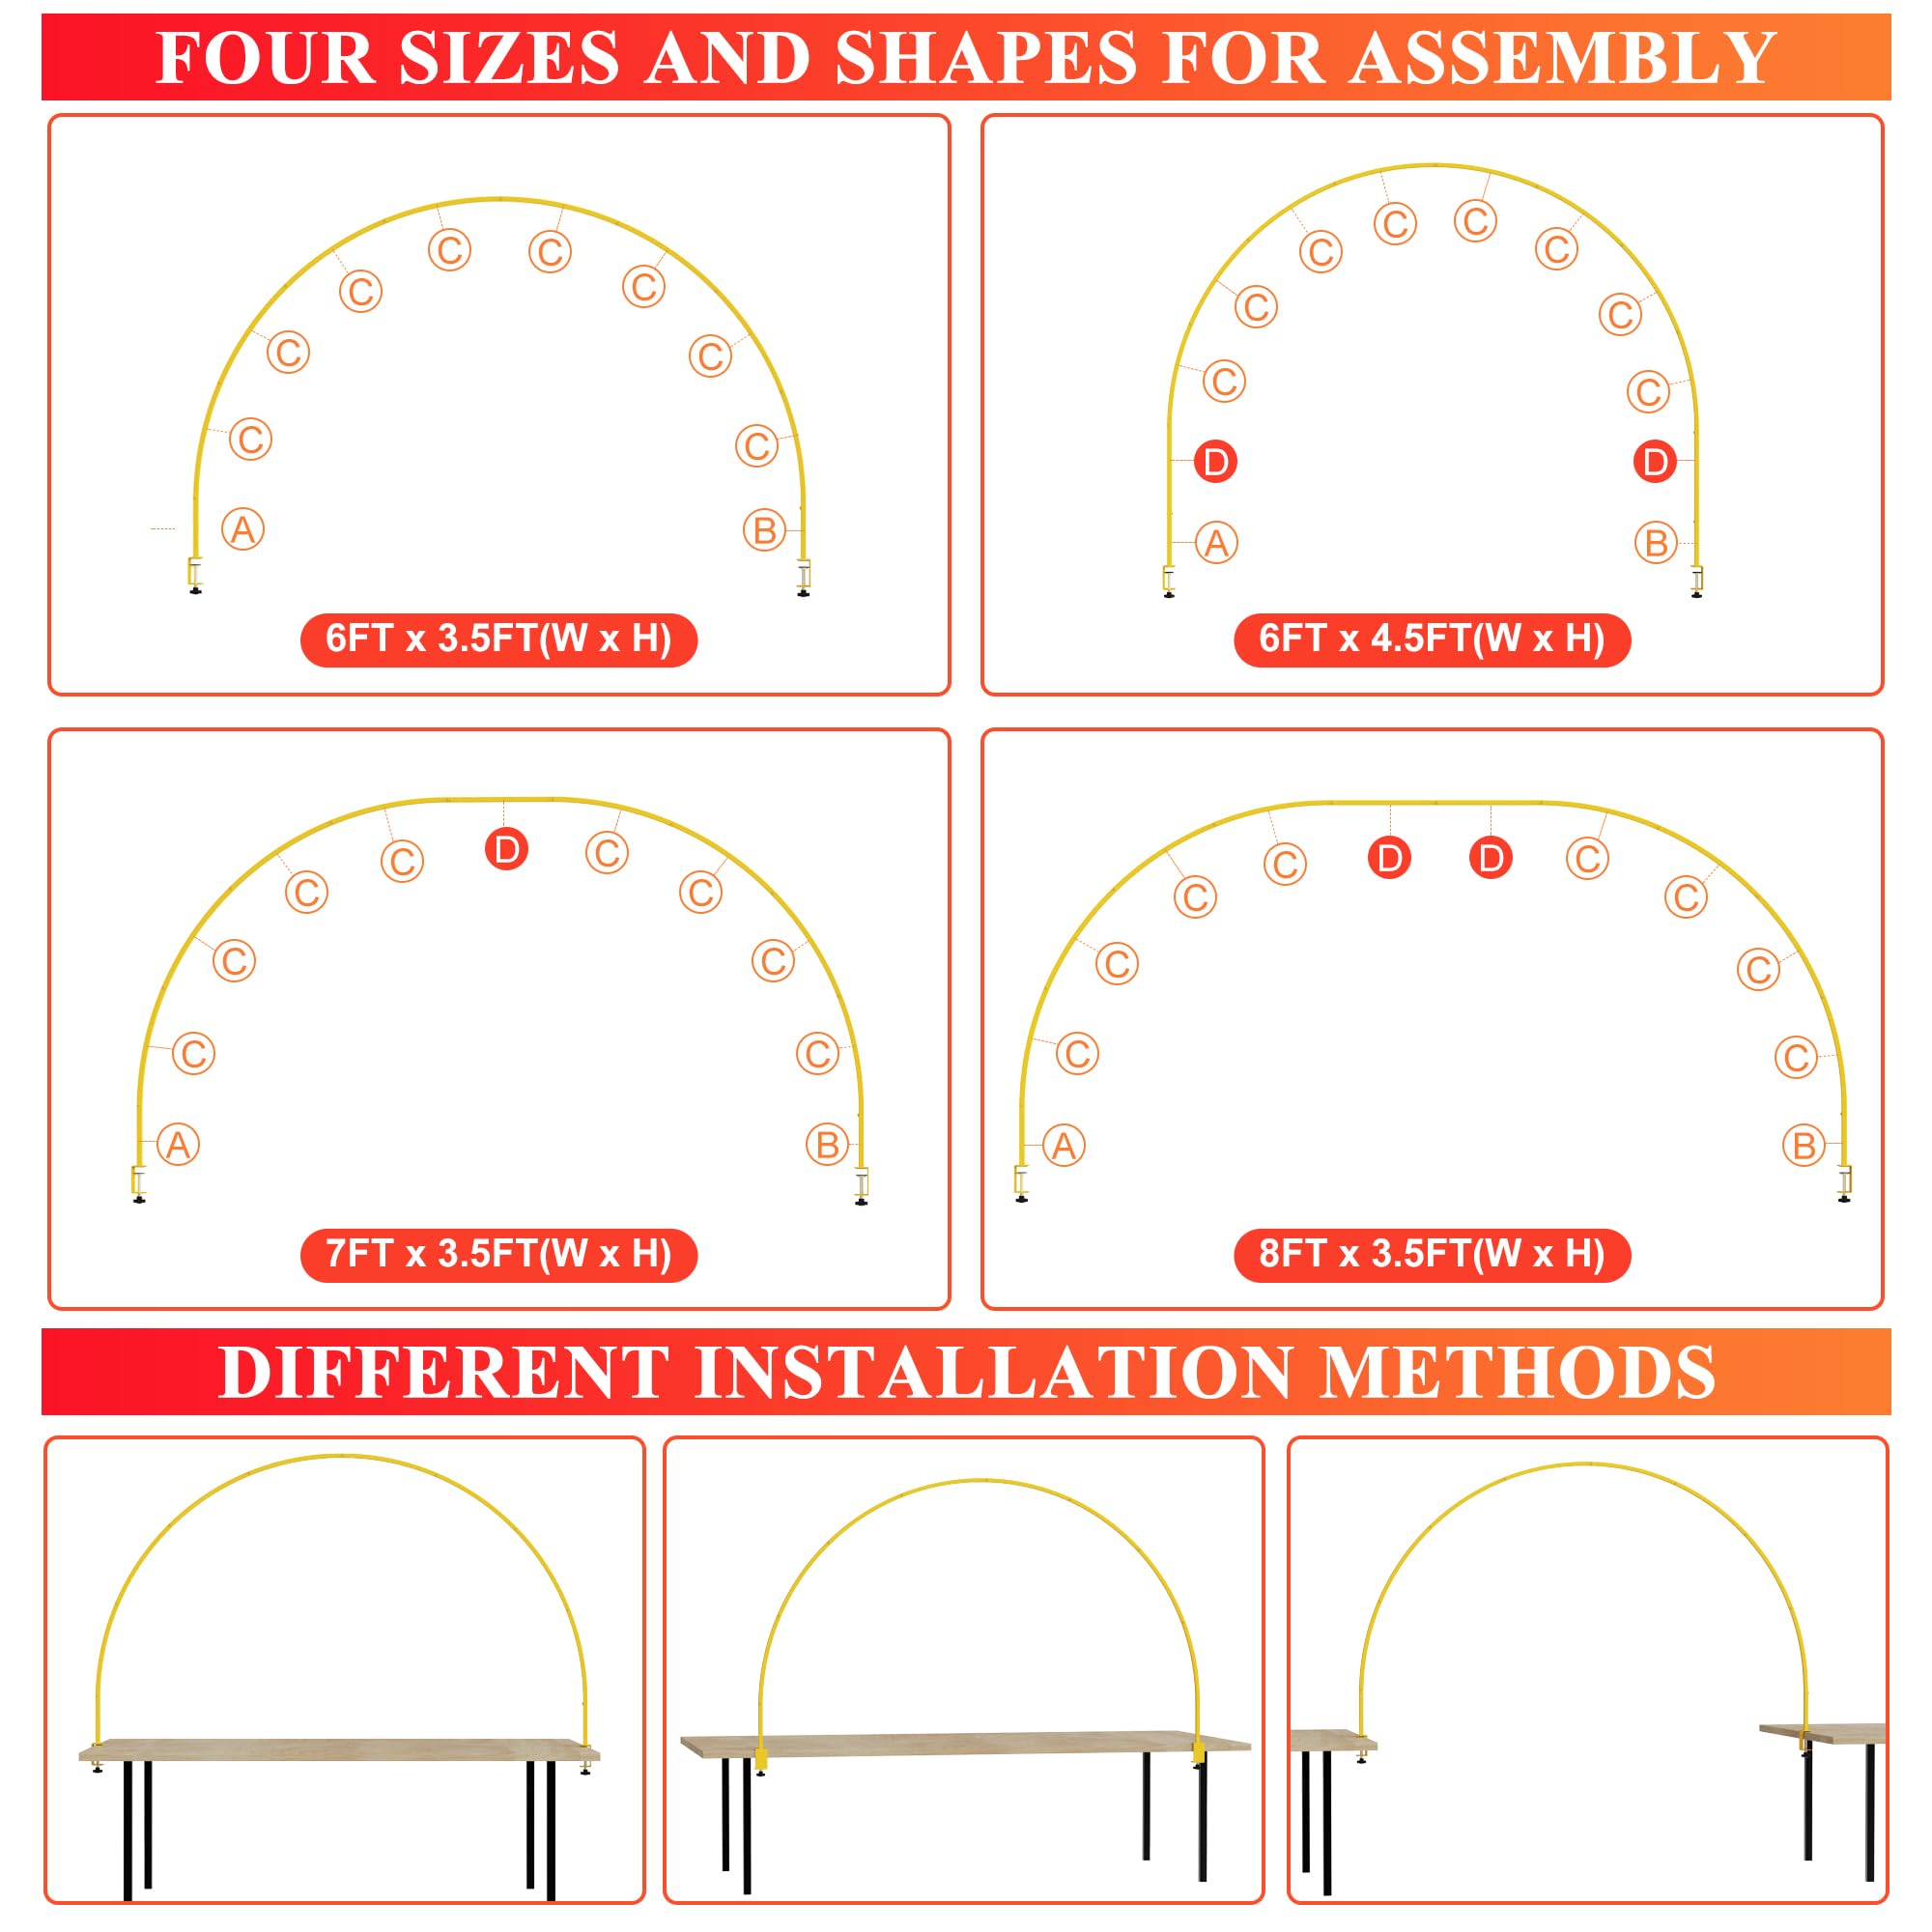 FOUR SIZES AND SHAPES FOR ASSEMBLY
C C
C C
C C
C C
A B
6FT x 3.5FT(W x H)
C C
C C
C C
C C
D D
A B
6FT x 4.5FT(W x H)
D
C C
C C
C C
C C
A B
7FT x 3.5FT(W x H)
C D D C
C C
C C
C C
A B
8FT x 3.5FT(W x H)
DIFFERENT INSTALLATION METHODS